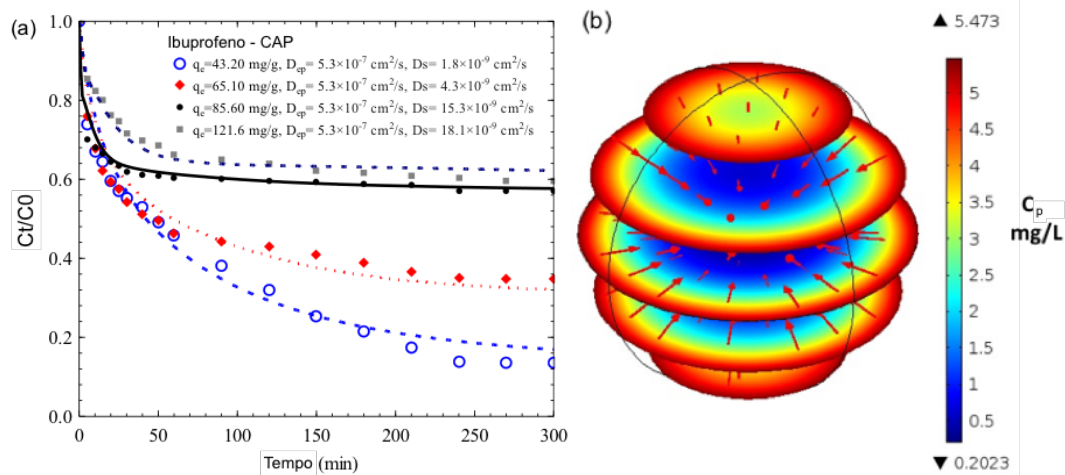 (a)
Ibuprofeno - CAP
qe=43.20 mg/g, Dep= 5.3×10-7 cm2/s, Ds= 1.8×10-9 cm2/s
qe=65.10 mg/g, Dep= 5.3×10-7 cm2/s, Ds= 4.3×10-9 cm2/s
qe=85.60 mg/g, Dep= 5.3×10-7 cm2/s, Ds= 15.3×10-9 cm2/s
qe=121.6 mg/g, Dep= 5.3×10-7 cm2/s, Ds= 18.1×10-9 cm2/s
Ct/C0
1.0
0.8
0.6
0.4
0.2
0.0
0 50 100 150 200 250 300
Tempo (min)
(b)
▲ 5.473
5
4.5
4
3.5
3
2.5
2
1.5
1
0.5
▼ 0.2023
Cp
mg/L